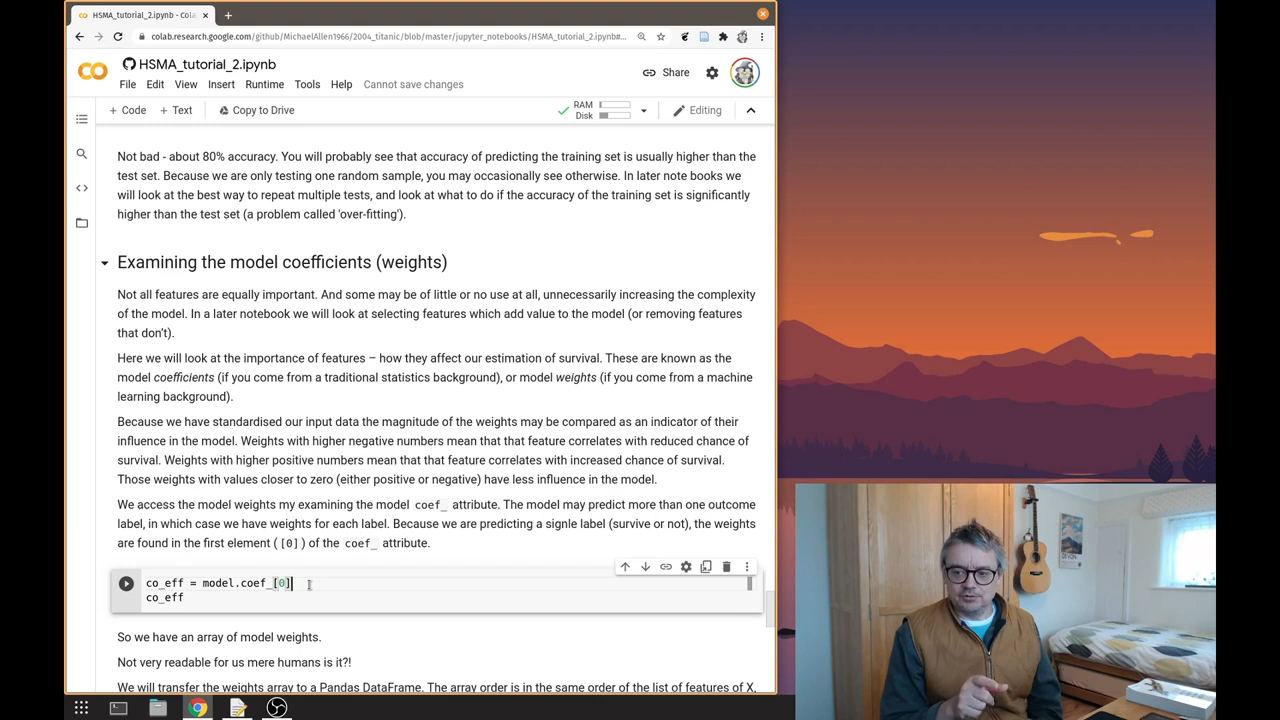 HSMA_tutorial_2.ipynb - Cola
colab.research.google.com/github/MichaelAllen1966/2004_titanic/blob/master/jupyter_notebooks/HSMA_tutorial_2.ipynb#...
HSMA_tutorial_2.ipynb
Share
File Edit View Insert Runtime Tools Help Cannot save changes
+ Code + Text Copy to Drive RAM Disk Editing
Not bad - about 80% accuracy. You will probably see that accuracy of predicting the training set is usually higher than the
test set. Because we are only testing one random sample, you may occasionally see otherwise. In later note books we
will look at the best way to repeat multiple tests, and look at what to do if the accuracy of the training set is significantly
higher than the test set (a problem called 'over-fitting').
Examining the model coefficients (weights)
Not all features are equally important. And some may be of little or no use at all, unnecessarily increasing the complexity
of the model. In a later notebook we will look at selecting features which add value to the model (or removing features
that don't).
Here we will look at the importance of features – how they affect our estimation of survival. These are known as the
model coefficients (if you come from a traditional statistics background), or model weights (if you come from a machine
learning background).
Because we have standardised our input data the magnitude of the weights may be compared as an indicator of their
influence in the model. Weights with higher negative numbers mean that that feature correlates with reduced chance of
survival. Weights with higher positive numbers mean that that feature correlates with increased chance of survival.
Those weights with values closer to zero (either positive or negative) have less influence in the model.
We access the model weights my examining the model coef_ attribute. The model may predict more than one outcome
label, in which case we have weights for each label. Because we are predicting a signle label (survive or not), the weights
are found in the first element ([0]) of the coef_ attribute.
co_eff = model.coef_[0]
co_eff
So we have an array of model weights.
Not very readable for us mere humans is it?!
We will transfer the weights array to a Pandas DataFrame. The array order is in the same order of the list of features of X,
DEVON